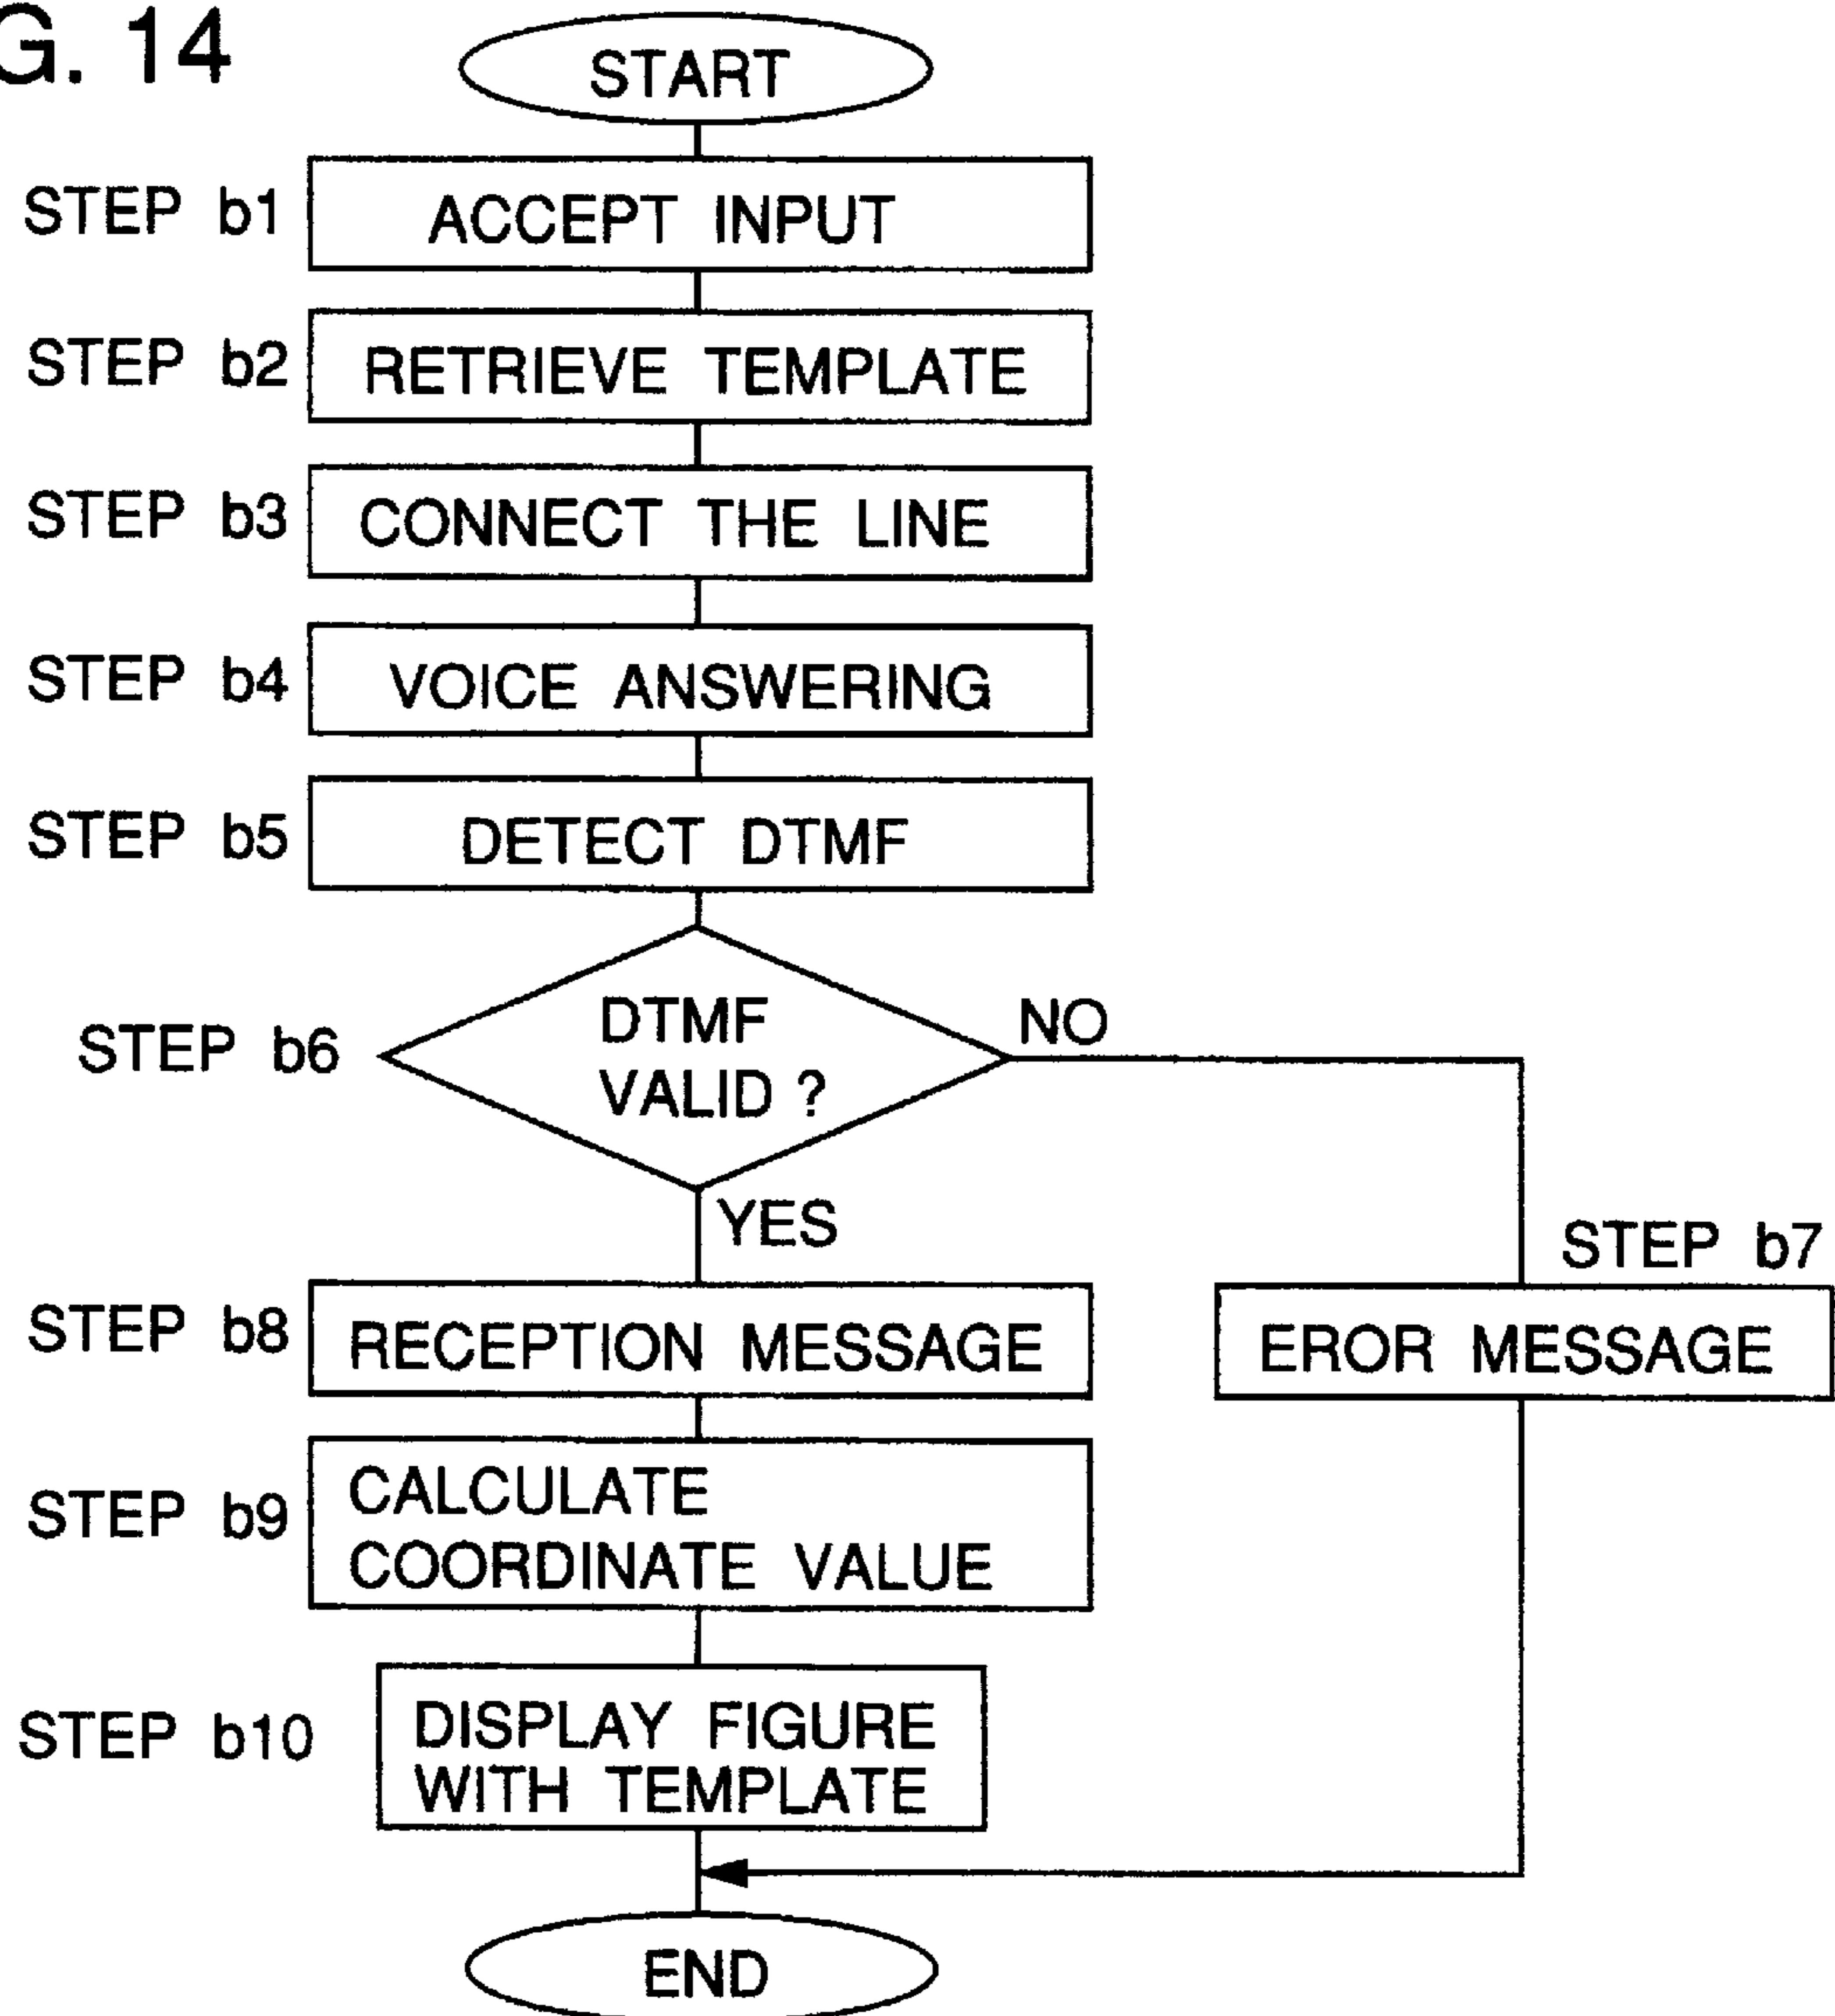 G. 14
START
STEP b1
ACCEPT INPUT
STEP b2
RETRIEVE TEMPLATE
STEP b3
CONNECT THE LINE
STEP b4
VOICE ANSWERING
STEP b5
DETECT DTMF
STEP b6
DTMF
VALID ?
NO
YES
STEP b7
EROR MESSAGE
STEP b8
RECEPTION MESSAGE
STEP b9
CALCULATE
COORDINATE VALUE
STEP b10
DISPLAY FIGURE
WITH TEMPLATE
END